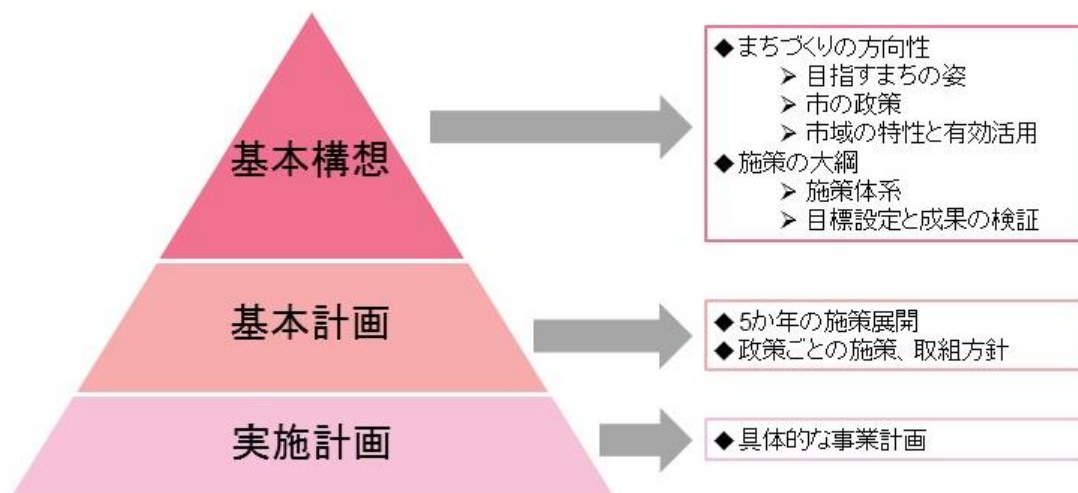 基本構想
◆まちづくりの方向性
➢ 目指すまちの姿
➢ 市の政策
➢ 市域の特性と有効活用
◆施策の大綱
➢ 施策体系
➢ 目標設定と成果の検証
基本計画
◆5か年の施策展開
◆政策ごとの施策、取組方針
実施計画
◆具体的な事業計画